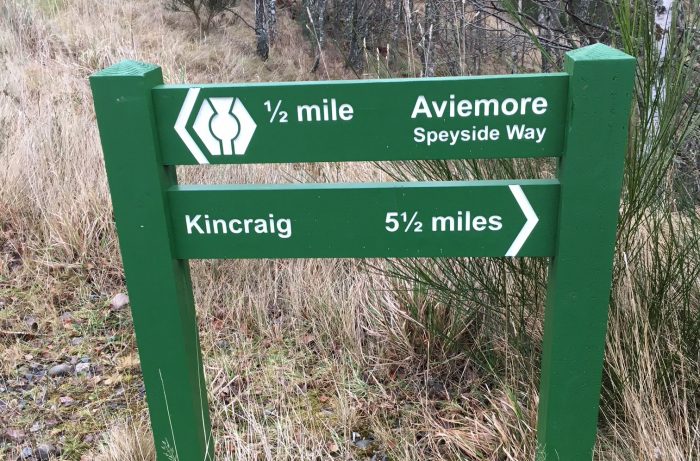 ½ mile Aviemore
Speyside Way
Kincraig 5½ miles